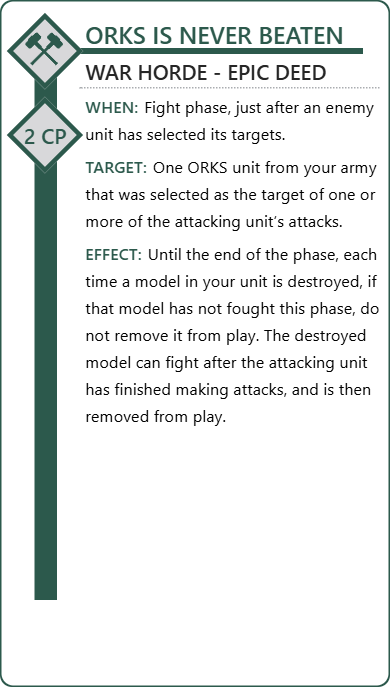 ORKS IS NEVER BEATEN
WAR HORDE - EPIC DEED
2 CP
WHEN: Fight phase, just after an enemy
unit has selected its targets.
TARGET: One ORKS unit from your army
that was selected as the target of one or
more of the attacking unit’s attacks.
EFFECT: Until the end of the phase, each
time a model in your unit is destroyed, if
that model has not fought this phase, do
not remove it from play. The destroyed
model can fight after the attacking unit
has finished making attacks, and is then
removed from play.